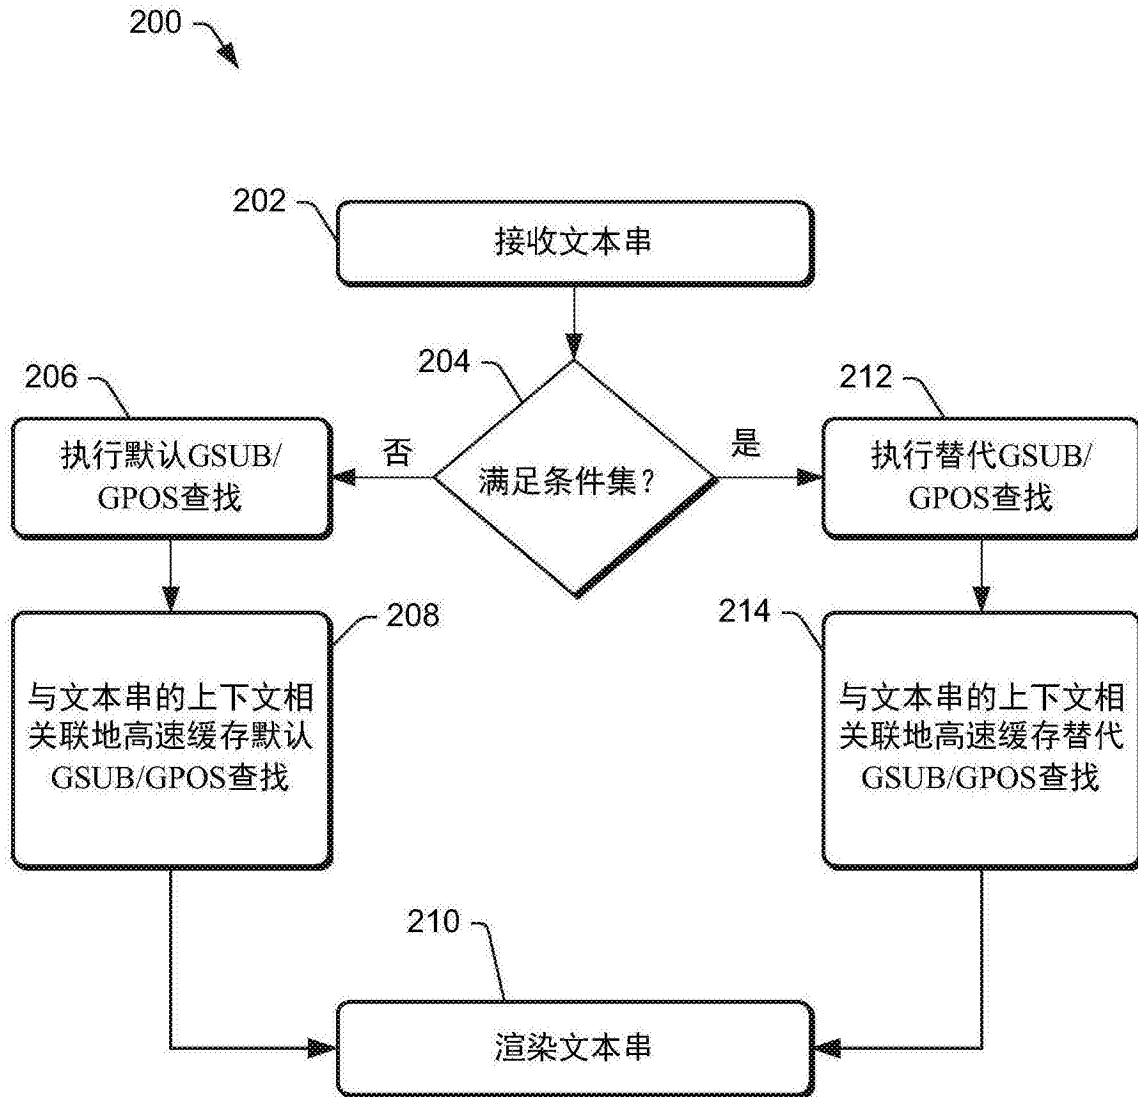 200
202
接收文本串
204
206
212
否
是
执行默认GSUB/
GPOS查找
满足条件集？
执行替代GSUB/
GPOS查找
208
214
与文本串的上下文相
关联地高速缓存默认
GSUB/GPOS查找
与文本串的上下文相
关联地高速缓存替代
GSUB/GPOS查找
210
渲染文本串